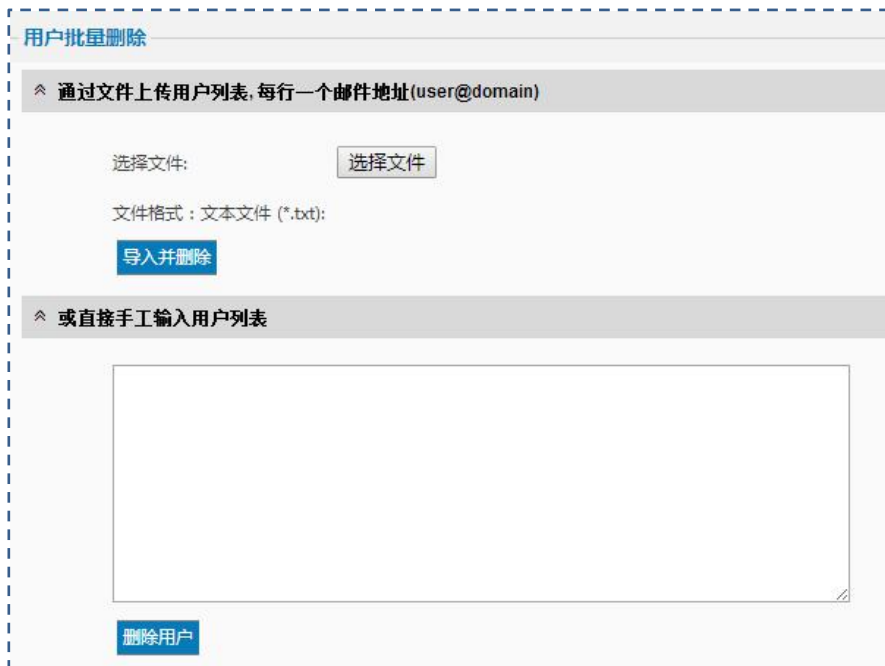 用户批量删除
通过文件上传用户列表, 每行一个邮件地址(user@domain)
选择文件: 选择文件
文件格式：文本文件 (*.txt):
导入并删除
或直接手工输入用户列表
删除用户